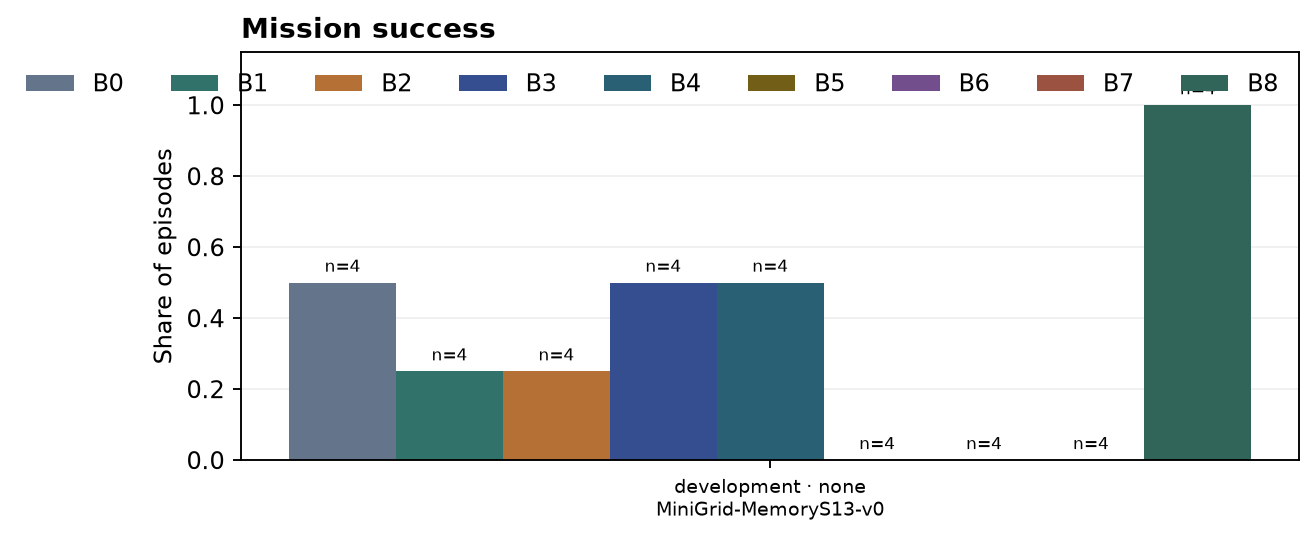 Mission success
B0 B1 B2 B3 B4 B5 B6 B7 B8
1.0
0.8
0.6
0.4
0.2
0.0
Share of episodes
n=4 n=4 n=4 n=4 n=4 n=4 n=4 n=4
development · none
MiniGrid-MemoryS13-v0